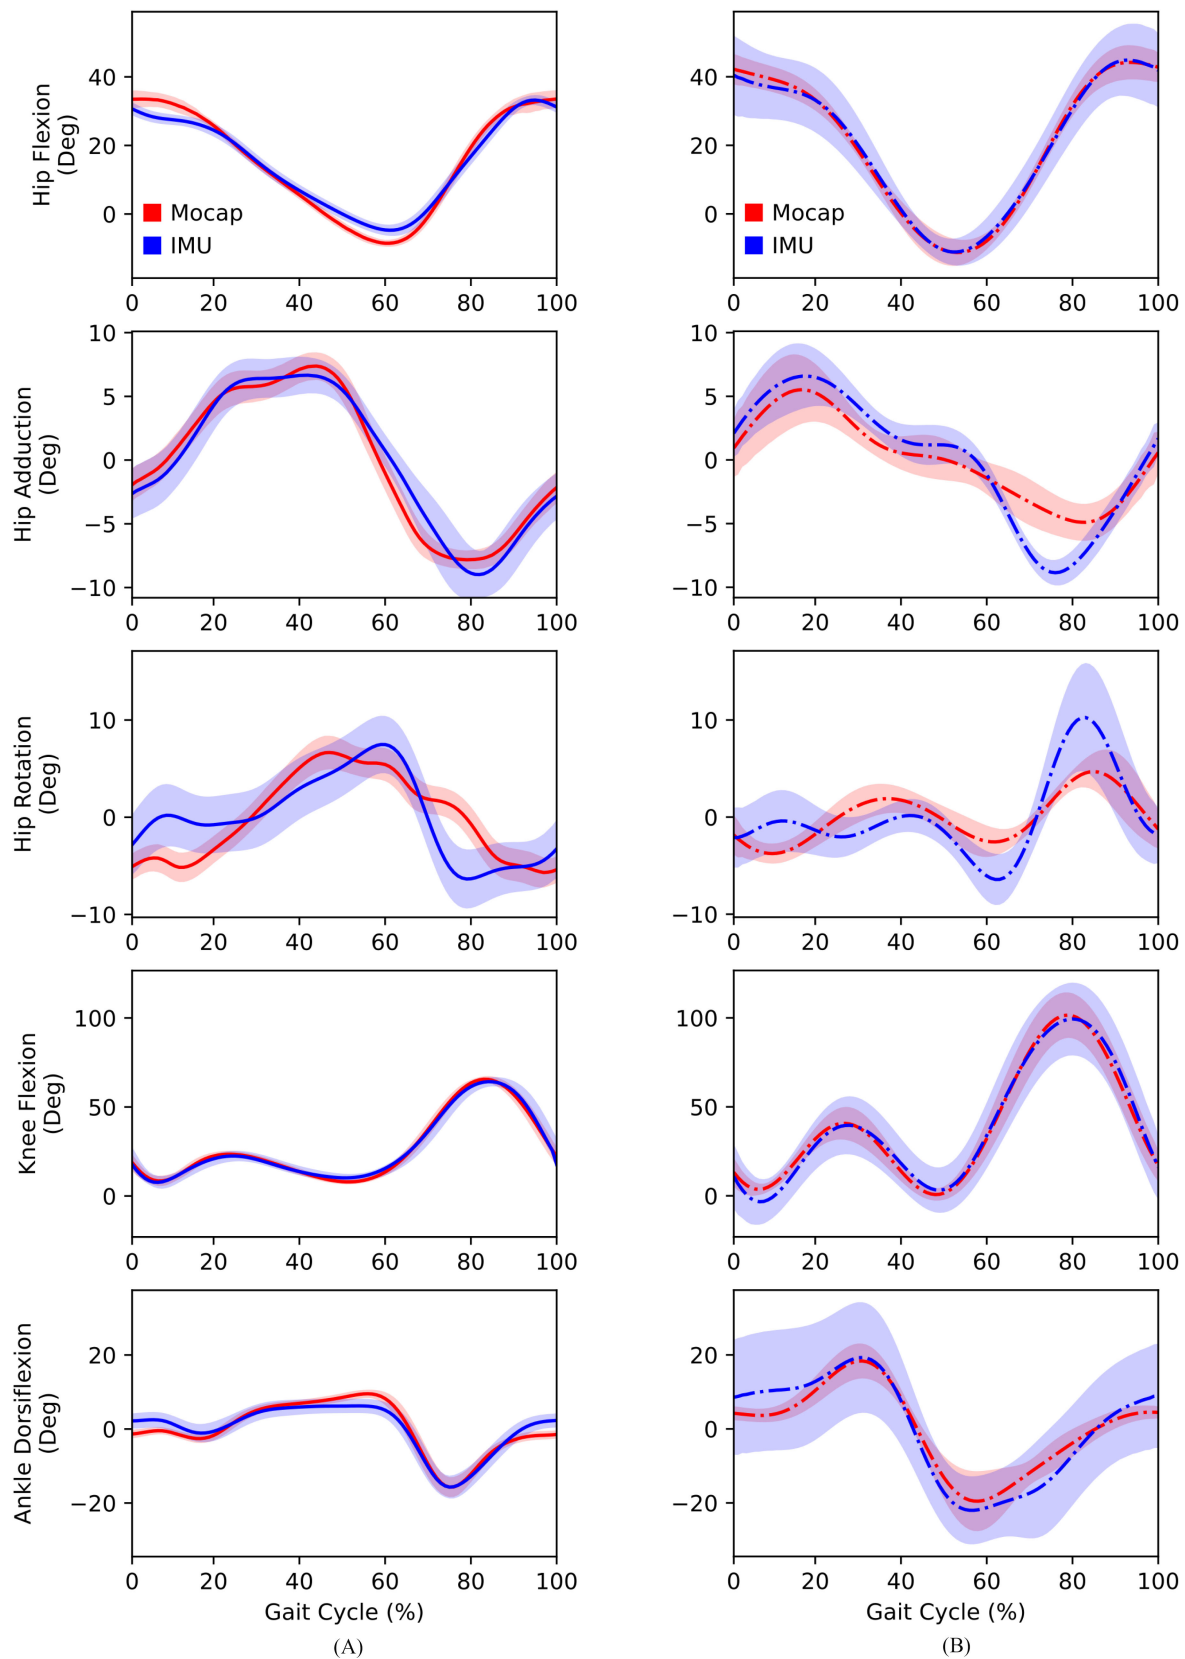 Hip Flexion
(Deg)
40
20
0
Mocap
IMU
0 20 40 60 80 100
40
20
0
Mocap
IMU
0 20 40 60 80 100
Hip Adduction
(Deg)
10
5
0
−5
−10
0 20 40 60 80 100
10
5
0
−5
−10
0 20 40 60 80 100
Hip Rotation
(Deg)
10
0
−10
0 20 40 60 80 100
10
0
−10
0 20 40 60 80 100
Knee Flexion
(Deg)
100
50
0
0 20 40 60 80 100
100
50
0
0 20 40 60 80 100
Ankle Dorsiflexion
(Deg)
20
0
−20
0 20 40 60 80 100
Gait Cycle (%)
(A)
20
0
−20
0 20 40 60 80 100
Gait Cycle (%)
(B)